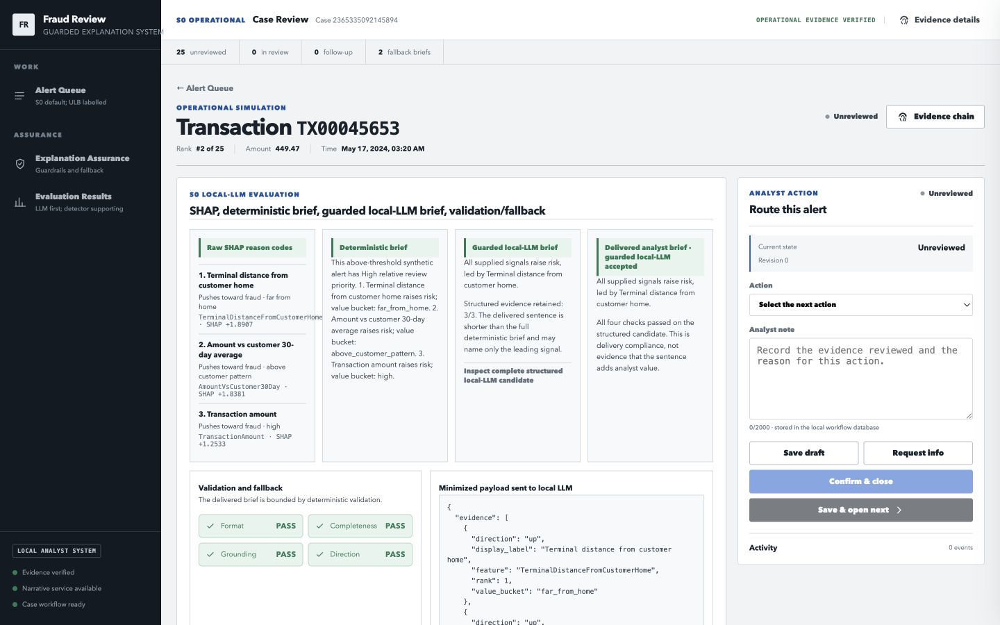 FR
Fraud Review
GUARDED EXPLANATION SYSTEM
WORK
Alert Queue
S0 default; ULB labelled
ASSURANCE
Explanation Assurance
Guardrails and fallback
Evaluation Results
LLM first; detector supporting
LOCAL ANALYST SYSTEM
Evidence verified
Narrative service available
Case workflow ready
S0 OPERATIONAL Case Review Case 2365335092145894
OPERATIONAL EVIDENCE VERIFIED Evidence details
25 unreviewed 0 in review 0 follow-up 2 fallback briefs
← Alert Queue
OPERATIONAL SIMULATION
Transaction TX00045653
Rank #2 of 25 Amount 449.47 Time May 17, 2024, 03:20 AM
Unreviewed Evidence chain
S0 LOCAL-LLM EVALUATION
SHAP, deterministic brief, guarded local-LLM brief, validation/fallback
Raw SHAP reason codes
1. Terminal distance from
customer home
Pushes toward fraud · far from
home
TerminalDistanceFromCustomerHome
· SHAP +1.8907
2. Amount vs customer 30-
day average
Pushes toward fraud · above
customer pattern
AmountVsCustomer30Day ·
SHAP +1.8381
3. Transaction amount
Pushes toward fraud · high
TransactionAmount · SHAP
+1.2533
Deterministic brief
This above-threshold synthetic
alert has High relative review
priority. 1. Terminal distance
from customer home raises risk;
value bucket: far_from_home. 2.
Amount vs customer 30-day
average raises risk; value
bucket:
above_customer_pattern. 3.
Transaction amount raises risk;
value bucket: high.
Guarded local-LLM brief
All supplied signals raise risk,
led by Terminal distance from
customer home.
Structured evidence retained:
3/3. The delivered sentence is
shorter than the full
deterministic brief and may
name only the leading signal.
Inspect complete structured
local-LLM candidate
Delivered analyst brief ·
guarded local-LLM
accepted
All supplied signals raise risk,
led by Terminal distance from
customer home.
All four checks passed on the
structured candidate. This is
delivery compliance, not
evidence that the sentence
adds analyst value.
Validation and fallback
The delivered brief is bounded by deterministic validation.
Format PASS
Completeness PASS
Grounding PASS
Direction PASS
Minimized payload sent to local LLM
{
"evidence": [
{
"direction": "up",
"display_label": "Terminal distance from customer
home",
"feature": "TerminalDistanceFromCustomerHome",
"rank": 1,
"value_bucket": "far_from_home"
},
{
"direction": "up",
ANALYST ACTION Unreviewed
Route this alert
Current state Unreviewed
Revision 0
Action
Select the next action
Analyst note
Record the evidence reviewed and the
reason for this action.
0/2000 · stored in the local workflow database
Save draft Request info
Confirm & close
Save & open next
Activity 0 events